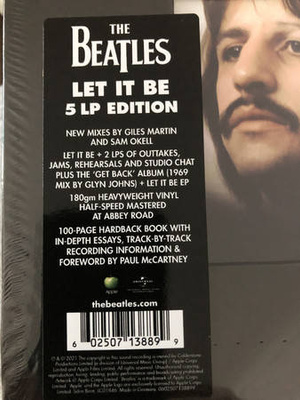 THE
BEATLES
LET IT BE
5 LP EDITION
NEW MIXES BY GILES MARTIN
AND SAM OKELL
LET IT BE + 2 LPS OF OUTTAKES,
JAMS, REHEARSALS AND STUDIO CHAT
PLUS THE 'GET BACK' ALBUM (1969
MIX BY GLYN JOHNS) + LET IT BE EP
180gm HEAVYWEIGHT VINYL
HALF-SPEED MASTERED
AT ABBEY ROAD
100-PAGE HARDBACK BOOK WITH
IN-DEPTH ESSAYS, TRACK-BY-TRACK
RECORDING INFORMATION &
FOREWORD BY PAUL McCARTNEY
thebeatles.com
6 02507 13889 9